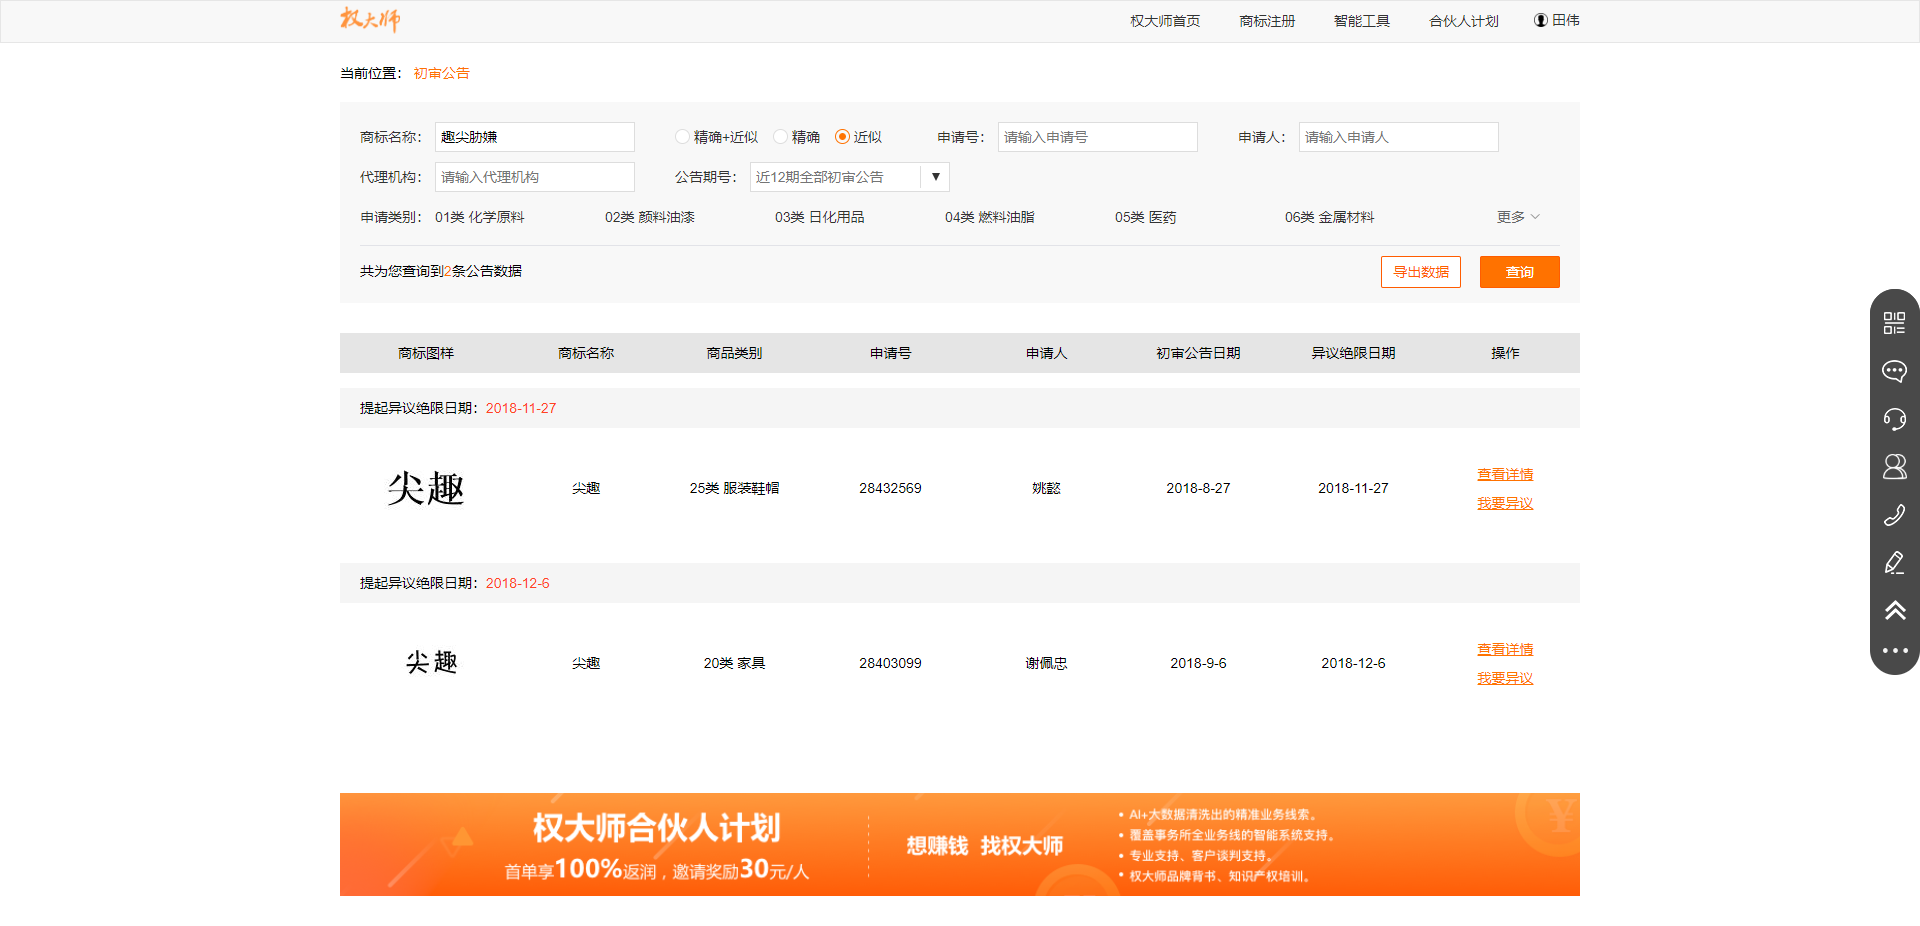 权大师
权大师首页 商标注册 智能工具 合伙人计划 田伟
当前位置： 初审公告
商标名称： 趣尖胁嫌 精确+近似 精确 近似 申请号： 请输入申请号 申请人： 请输入申请人
代理机构： 请输入代理机构 公告期号： 近12期全部初审公告 ▼
申请类别： 01类 化学原料 02类 颜料油漆 03类 日化用品 04类 燃料油脂 05类 医药 06类 金属材料 更多
共为您查询到2条公告数据 导出数据 查询
商标图样 商标名称 商品类别 申请号 申请人 初审公告日期 异议绝限日期 操作
提起异议绝限日期：2018-11-27
尖趣 尖趣 25类 服装鞋帽 28432569 姚懿 2018-8-27 2018-11-27 查看详情
我要异议
提起异议绝限日期：2018-12-6
尖趣 尖趣 20类 家具 28403099 谢佩忠 2018-9-6 2018-12-6 查看详情
我要异议
权大师合伙人计划
首单享100%返润，邀请奖励30元/人
想赚钱 找权大师
• AI+大数据清洗出的精准业务线索。
• 覆盖事务所全业务线的智能系统支持。
• 专业支持、客户谈判支持。
• 权大师品牌背书、知识产权培训。